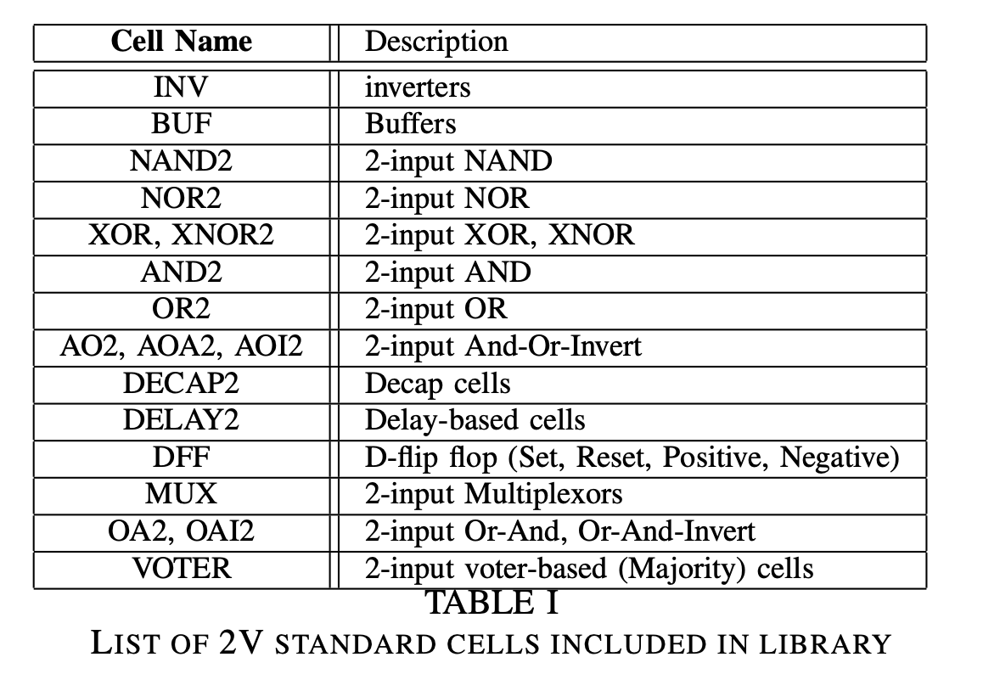 Cell Name Description
INV inverters
BUF Buffers
NAND2 2-input NAND
NOR2 2-input NOR
XOR, XNOR2 2-input XOR, XNOR
AND2 2-input AND
OR2 2-input OR
AO2, AOA2, AOI2 2-input And-Or-Invert
DECAP2 Decap cells
DELAY2 Delay-based cells
DFF D-flip flop (Set, Reset, Positive, Negative)
MUX 2-input Multiplexors
OA2, OAI2 2-input Or-And, Or-And-Invert
VOTER 2-input voter-based (Majority) cells
TABLE I
LIST OF 2V STANDARD CELLS INCLUDED IN LIBRARY